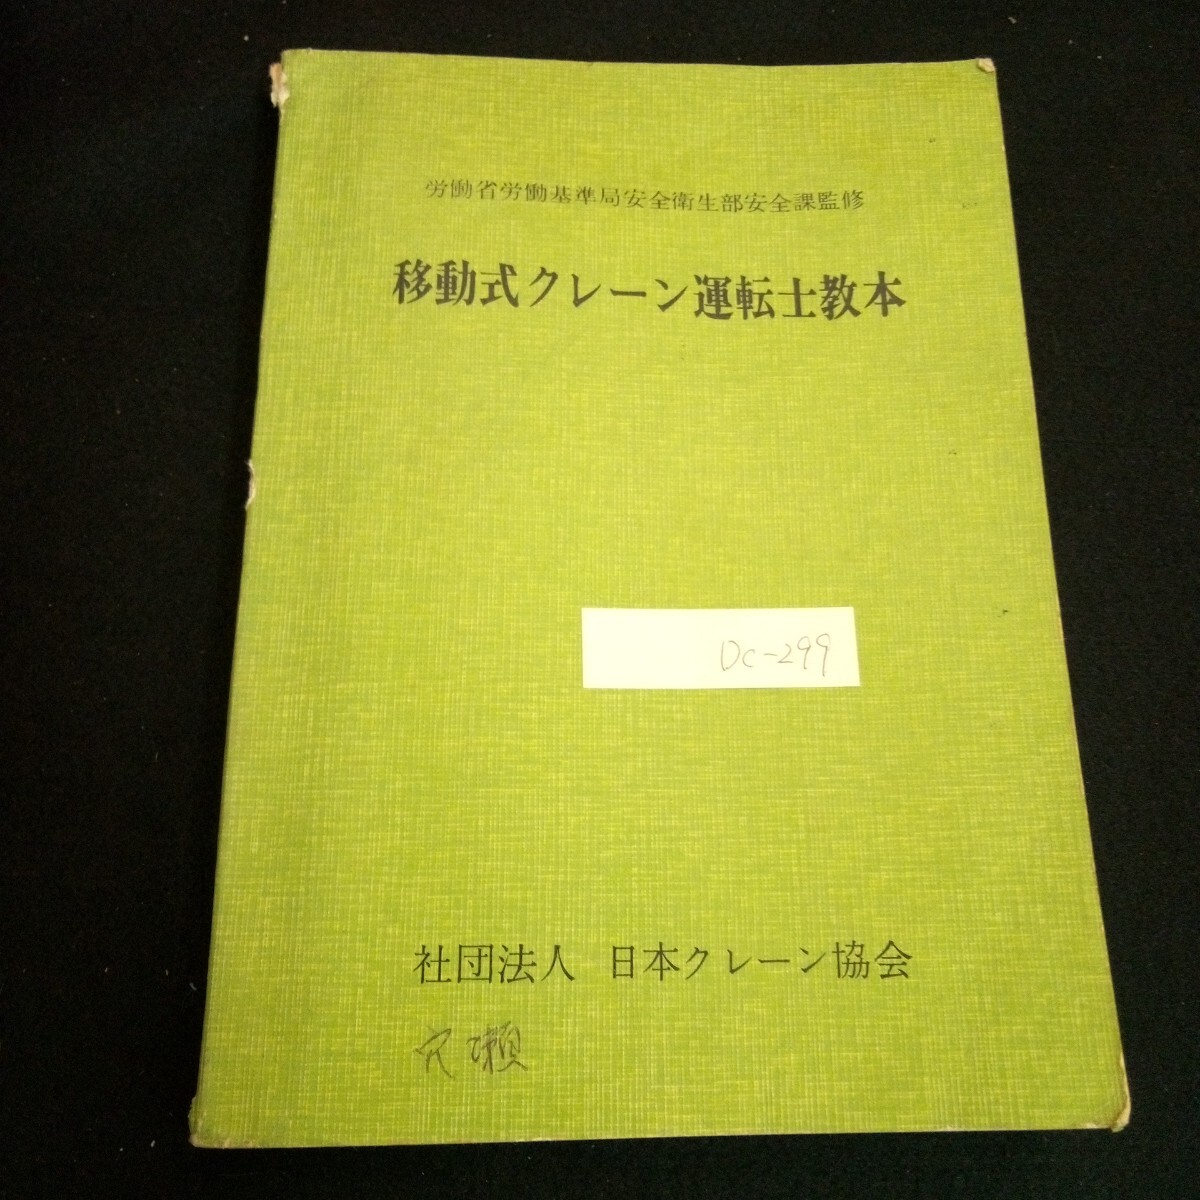 労働省労働基準局安全衛生部安全課監修
移動式クレーン運転士教本
Dc-299
社団法人 日本クレーン協会
穴瀬